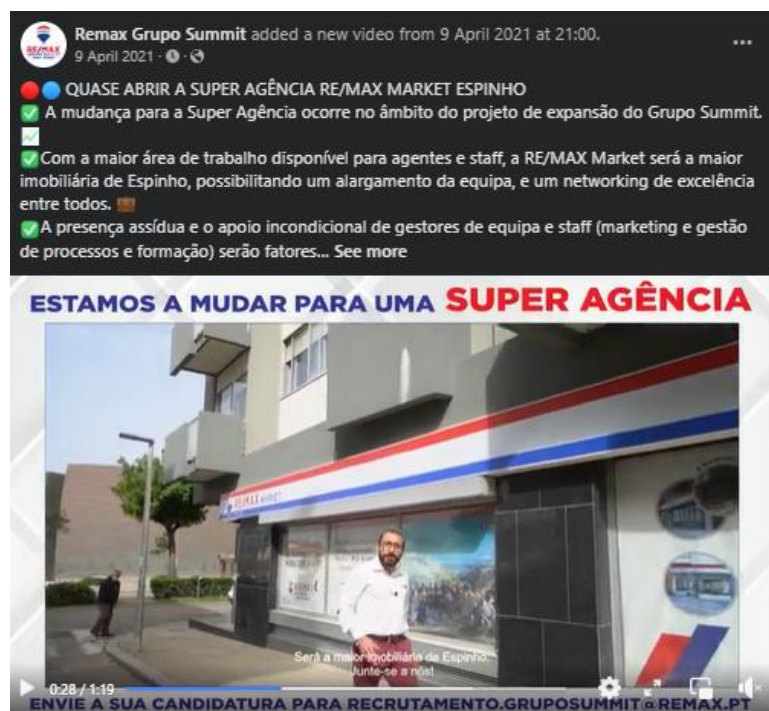 Remax Grupo Summit added a new video from 9 April 2021 at 21:00.
9 April 2021
QUASE ABRIR A SUPER AGÊNCIA RE/MAX MARKET ESPINHO
A mudança para a Super Agência ocorre no âmbito do projeto de expansão do Grupo Summit.
Com a maior área de trabalho disponível para agentes e staff, a RE/MAX Market será a maior
imobiliária de Espinho, possibilitando um alargamento da equipa, e um networking de excelência
entre todos.
A presença assídua e o apoio incondicional de gestores de equipa e staff (marketing e gestão
de processos e formação) serão fatores... See more
ESTAMOS A MUDAR PARA UMA SUPER AGÊNCIA
RE/MAX MARKET
Será a maior imobiliária de Espinho.
Junte-se a nós!
0:28 / 1:19
ENVIE A SUA CANDIDATURA PARA RECRUTAMENTO.GRUPOSUMMIT@REMAX.PT